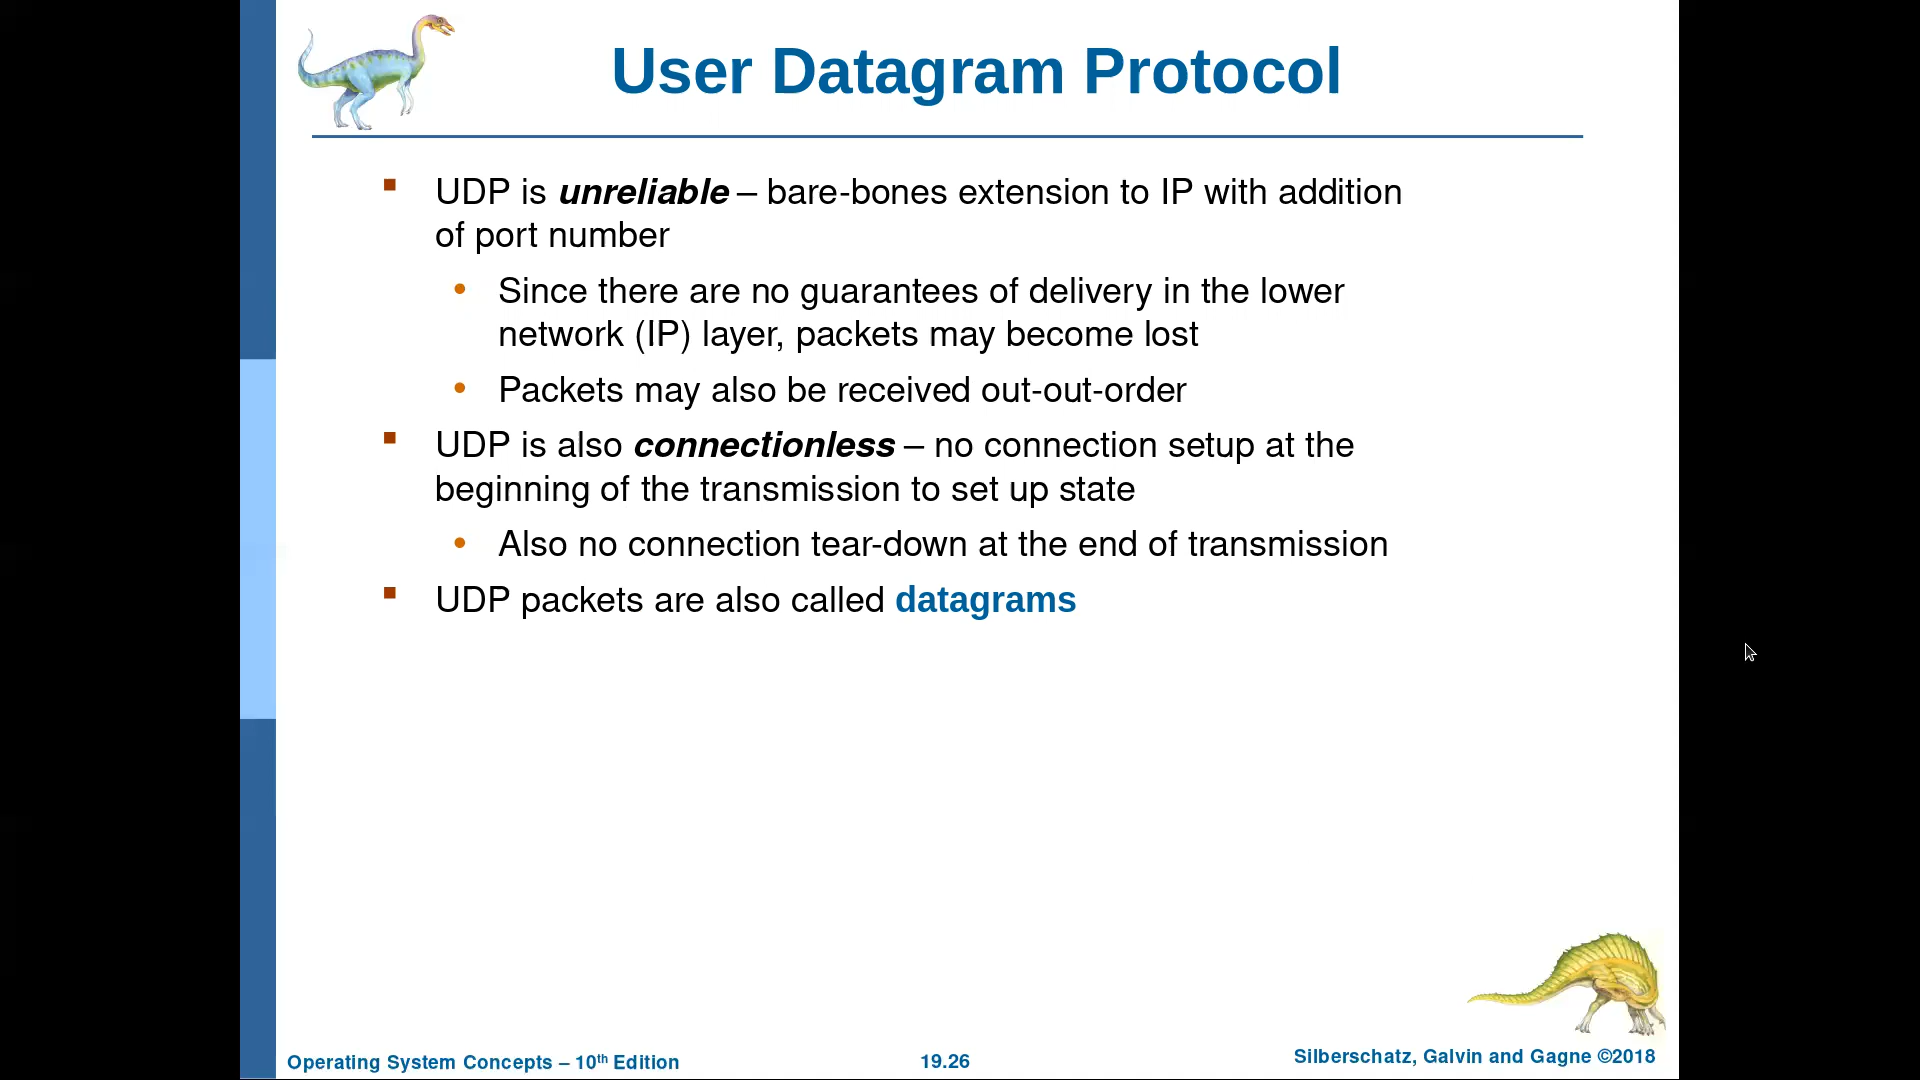 User Datagram Protocol
UDP is unreliable – bare-bones extension to IP with addition
of port number
Since there are no guarantees of delivery in the lower
network (IP) layer, packets may become lost
Packets may also be received out-out-order
UDP is also connectionless – no connection setup at the
beginning of the transmission to set up state
Also no connection tear-down at the end of transmission
UDP packets are also called datagrams
Operating System Concepts – 10th Edition
19.26
Silberschatz, Galvin and Gagne ©2018